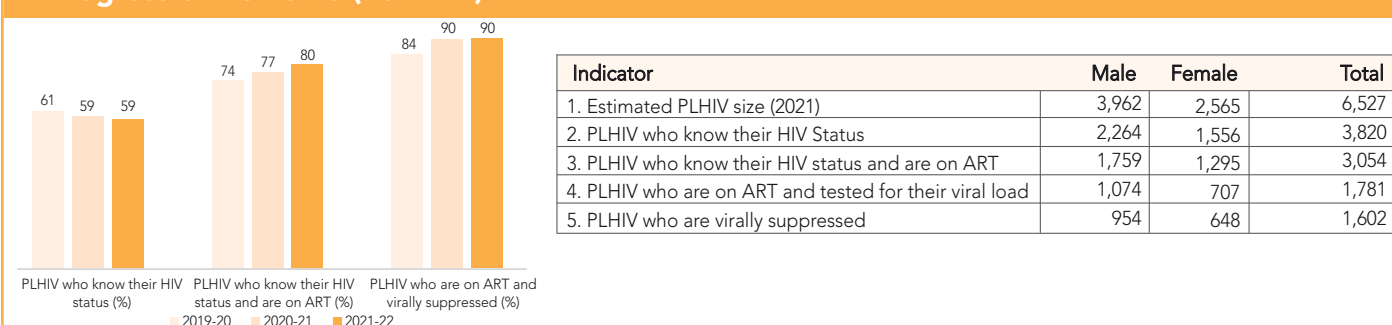 90 90
84
80
77
74
61 59 59
PLHIV who know their HIV status (%)
PLHIV who know their HIV status and are on ART (%)
PLHIV who are on ART and virally suppressed (%)
2019-20 2020-21 2021-22
Indicator Male Female Total
1. Estimated PLHIV size (2021) 3,962 2,565 6,527
2. PLHIV who know their HIV Status 2,264 1,556 3,820
3. PLHIV who know their HIV status and are on ART 1,759 1,295 3,054
4. PLHIV who are on ART and tested for their viral load 1,074 707 1,781
5. PLHIV who are virally suppressed 954 648 1,602